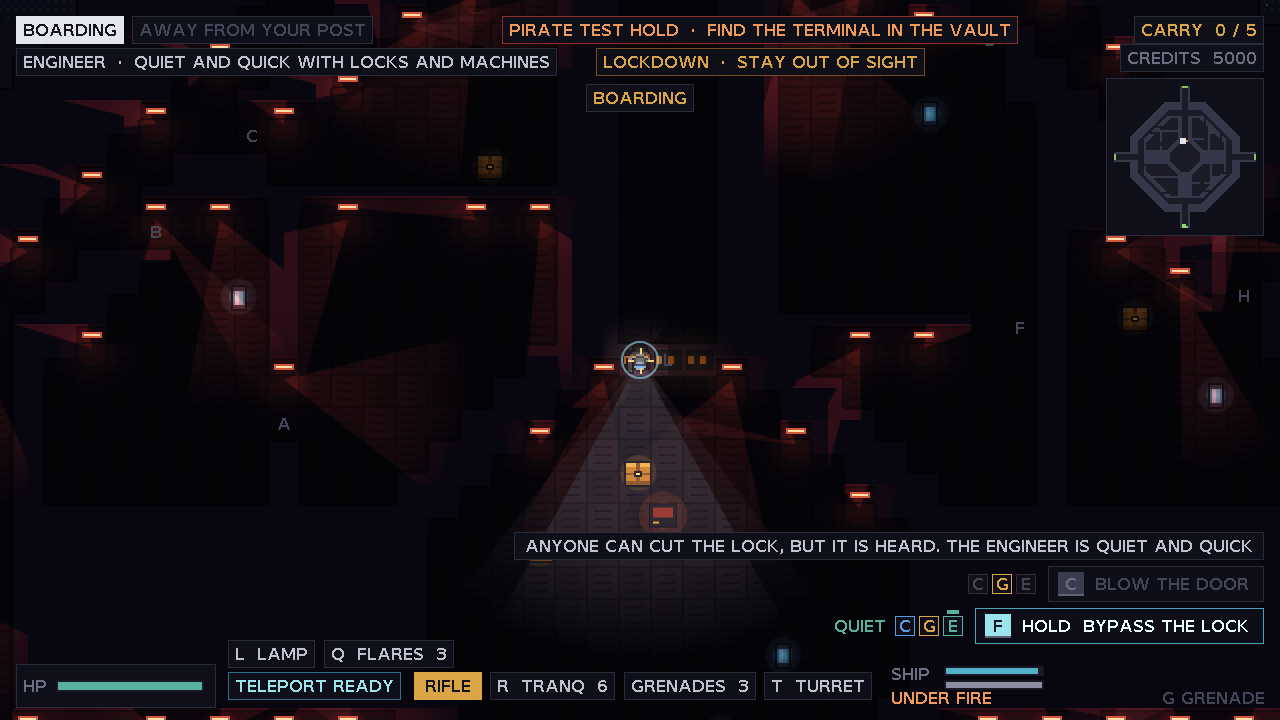 BOARDING AWAY FROM YOUR POST
PIRATE TEST HOLD · FIND THE TERMINAL IN THE VAULT
CARRY 0 / 5
ENGINEER · QUIET AND QUICK WITH LOCKS AND MACHINES
LOCKDOWN · STAY OUT OF SIGHT
CREDITS 5000
BOARDING
C
B
H
F
A
ANYONE CAN CUT THE LOCK, BUT IT IS HEARD. THE ENGINEER IS QUIET AND QUICK
C G E C BLOW THE DOOR
QUIET C G E F HOLD BYPASS THE LOCK
L LAMP Q FLARES 3
HP TELEPORT READY RIFLE R TRANQ 6 GRENADES 3 T TURRET
SHIP
UNDER FIRE
G GRENADE